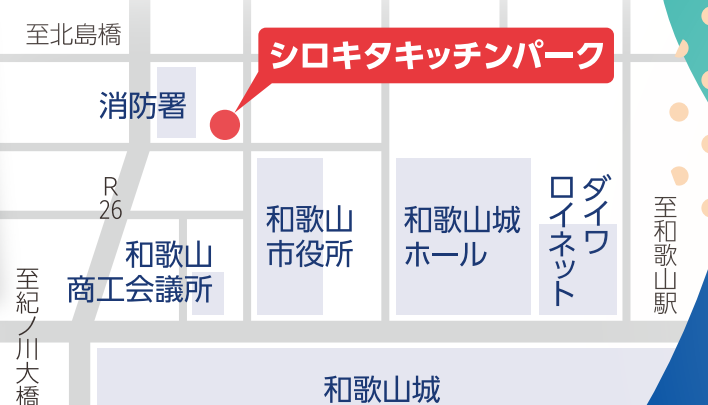 至北島橋
シロキタキッチンパーク
消防署
R
26
和歌山
市役所
和歌山城
ホール
ダイワ
ロイネット
至和歌山駅
和歌山
商工会議所
至紀ノ川大橋
和歌山城